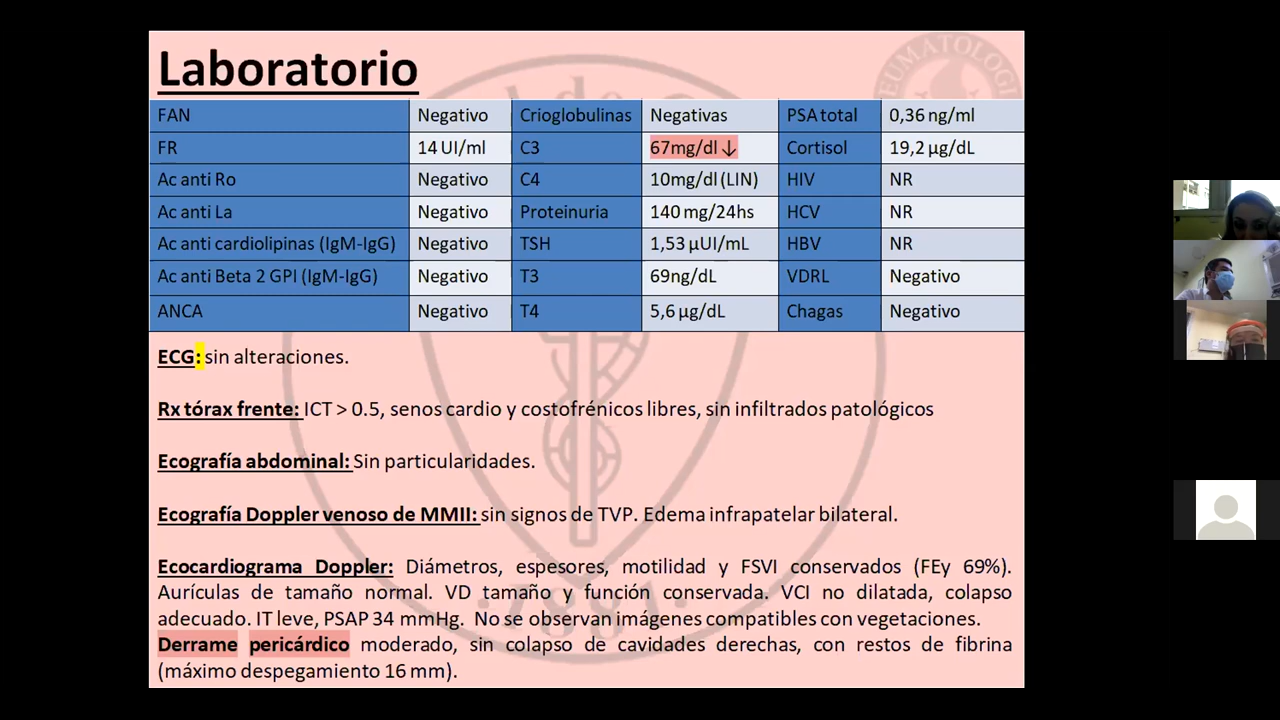 Laboratorio
FAN Negativo Crioglobulinas Negativas PSA total 0,36 ng/ml
FR 14 UI/ml C3 67mg/dl ↓ Cortisol 19,2 µg/dL
Ac anti Ro Negativo C4 10mg/dl (LIN) HIV NR
Ac anti La Negativo Proteinuria 140 mg/24hs HCV NR
Ac anti cardiolipinas (IgM-IgG) Negativo TSH 1,53 µUI/mL HBV NR
Ac anti Beta 2 GPI (IgM-IgG) Negativo T3 69ng/dL VDRL Negativo
ANCA Negativo T4 5,6 µg/dL Chagas Negativo
ECG: sin alteraciones.
Rx tórax frente: ICT > 0.5, senos cardio y costofrénicos libres, sin infiltrados patológicos
Ecografía abdominal: Sin particularidades.
Ecografía Doppler venoso de MMII: sin signos de TVP. Edema infrapatelar bilateral.
Ecocardiograma Doppler: Diámetros, espesores, motilidad y FSVI conservados (FEy 69%).
Aurículas de tamaño normal. VD tamaño y función conservada. VCI no dilatada, colapso
adecuado. IT leve, PSAP 34 mmHg. No se observan imágenes compatibles con vegetaciones.
Derrame pericárdico moderado, sin colapso de cavidades derechas, con restos de fibrina
(máximo despegamiento 16 mm).